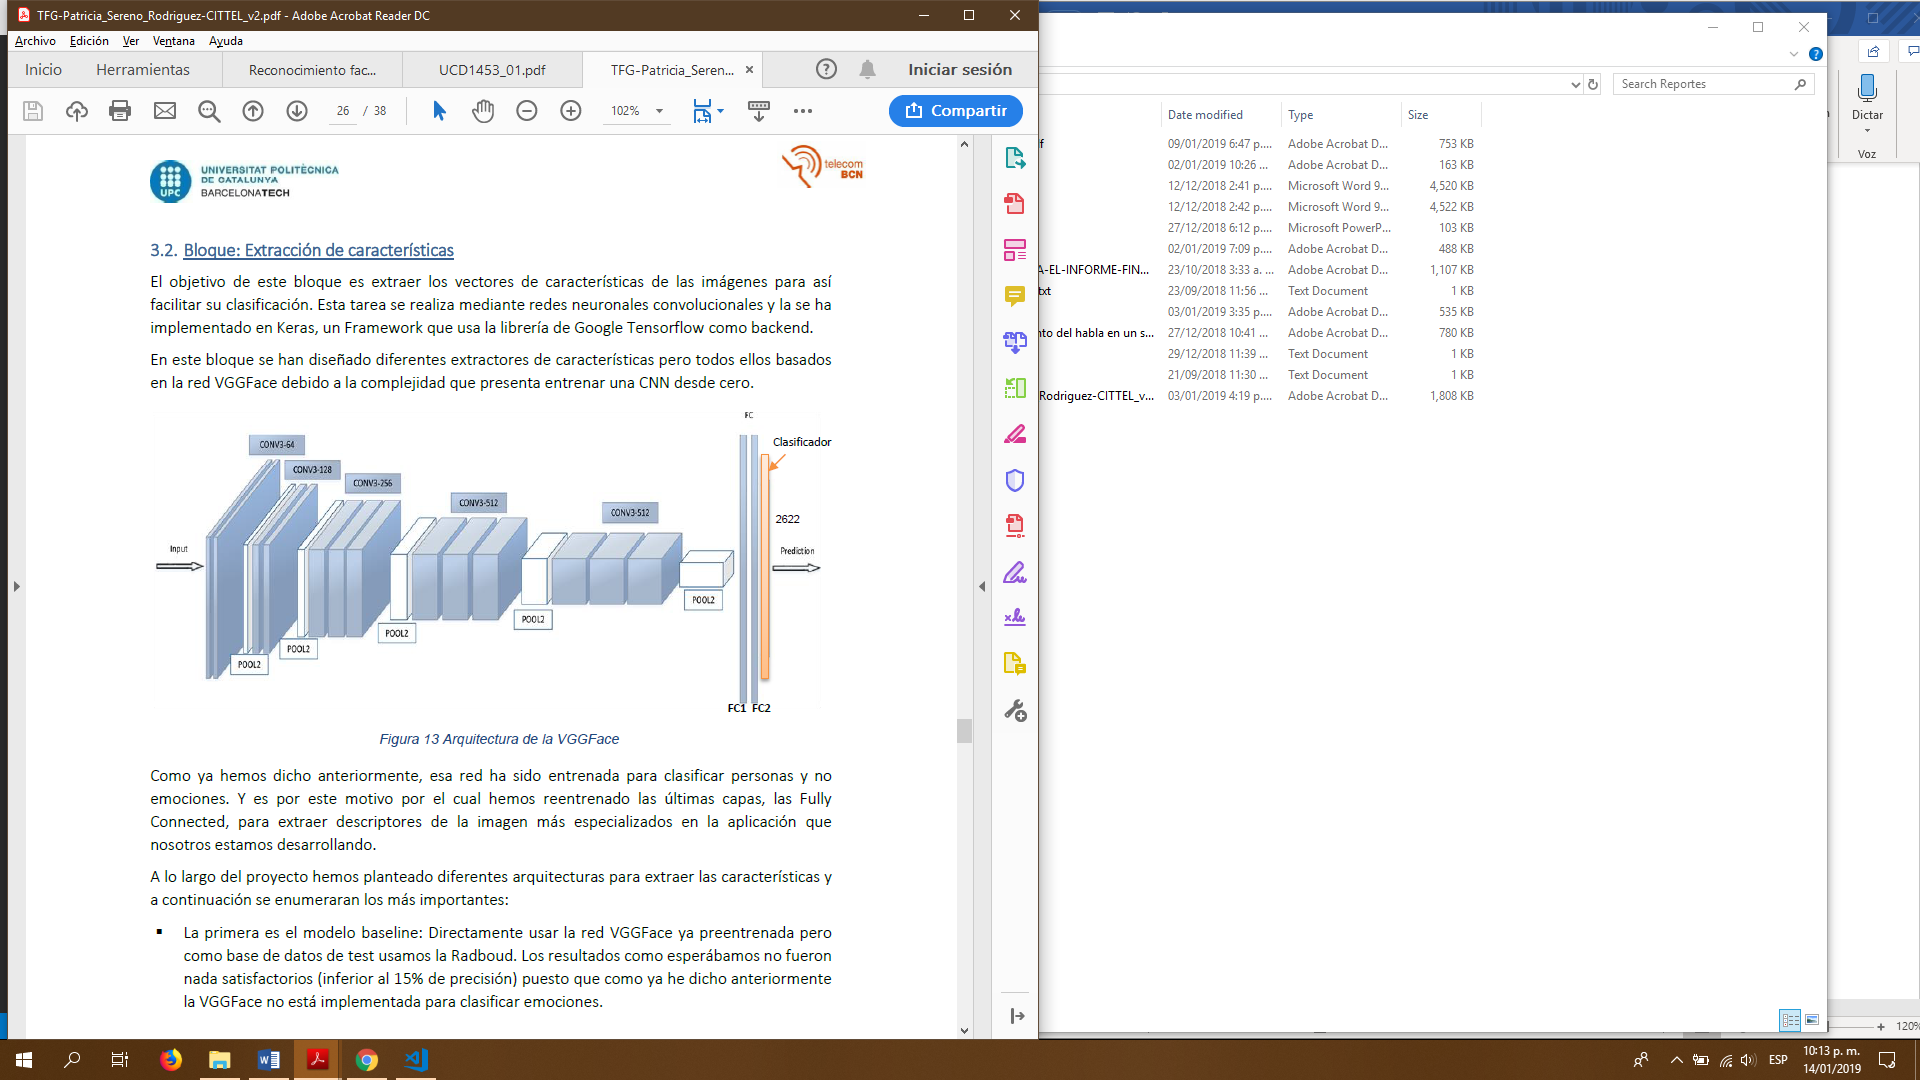 TFG-Patricia_Sereno_Rodriguez-CITTEL_v2.pdf - Adobe Acrobat Reader DC
Archivo Edición Ver Ventana Ayuda
Inicio Herramientas Reconocimiento fac... UCD1453_01.pdf TFG-Patricia_Seren... Iniciar sesión
26 / 38 102% Compartir
UNIVERSITAT POLITÈCNICA
DE CATALUNYA
BARCELONATECH
UPC
telecom
BCN
3.2. Bloque: Extracción de características
El objetivo de este bloque es extraer los vectores de características de las imágenes para así
facilitar su clasificación. Esta tarea se realiza mediante redes neuronales convolucionales y la se ha
implementado en Keras, un Framework que usa la librería de Google Tensorflow como backend.
En este bloque se han diseñado diferentes extractores de características pero todos ellos basados
en la red VGGFace debido a la complejidad que presenta entrenar una CNN desde cero.
FC
CONV3-64
Clasificador
CONV3-128
CONV3-256
CONV3-512
CONV3-512
2622
Input
Prediction
POOL2
POOL2
POOL2
POOL2
POOL2
FC1 FC2
Figura 13 Arquitectura de la VGGFace
Como ya hemos dicho anteriormente, esa red ha sido entrenada para clasificar personas y no
emociones. Y es por este motivo por el cual hemos reentrenado las últimas capas, las Fully
Connected, para extraer descriptores de la imagen más especializados en la aplicación que
nosotros estamos desarrollando.
A lo largo del proyecto hemos planteado diferentes arquitecturas para extraer las características y
a continuación se enumeraran los más importantes:
▪ La primera es el modelo baseline: Directamente usar la red VGGFace ya preentrenada pero
como base de datos de test usamos la Radboud. Los resultados como esperábamos no fueron
nada satisfactorios (inferior al 15% de precisión) puesto que como ya he dicho anteriormente
la VGGFace no está implementada para clasificar emociones.
Search Reportes
Date modified Type Size
f 09/01/2019 6:47 p.... Adobe Acrobat D... 753 KB
02/01/2019 10:26 ... Adobe Acrobat D... 163 KB
12/12/2018 2:41 p.... Microsoft Word 9... 4,520 KB
12/12/2018 2:42 p.... Microsoft Word 9... 4,522 KB
27/12/2018 6:12 p.... Microsoft PowerP... 103 KB
02/01/2019 7:09 p.... Adobe Acrobat D... 488 KB
A-EL-INFORME-FIN... 23/10/2018 3:33 a. ... Adobe Acrobat D... 1,107 KB
txt 23/09/2018 11:56 ... Text Document 1 KB
03/01/2019 3:35 p.... Adobe Acrobat D... 535 KB
nto del habla en un s... 27/12/2018 10:41 ... Adobe Acrobat D... 780 KB
29/12/2018 11:39 ... Text Document 1 KB
21/09/2018 11:30 ... Text Document 1 KB
Rodriguez-CITTEL_v... 03/01/2019 4:19 p.... Adobe Acrobat D... 1,808 KB
Dictar
Voz
120%
ESP
10:13 p. m.
14/01/2019